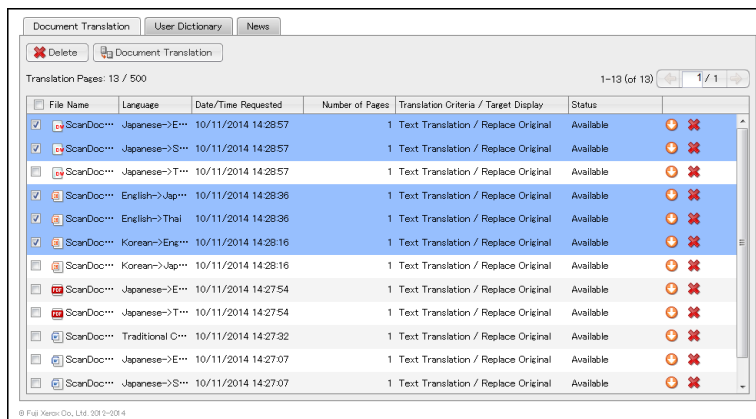 Document Translation User Dictionary News
Delete Document Translation
Translation Pages: 13 / 500 1-13 (of 13) 1 / 1
File Name Language Date/Time Requested Number of Pages Translation Criteria / Target Display Status
ScanDoc… Japanese->E… 10/11/2014 14:28:57 1 Text Translation / Replace Original Available
ScanDoc… Japanese->S… 10/11/2014 14:28:57 1 Text Translation / Replace Original Available
ScanDoc… Japanese->T… 10/11/2014 14:28:57 1 Text Translation / Replace Original Available
ScanDoc… English->Jap… 10/11/2014 14:28:36 1 Text Translation / Replace Original Available
ScanDoc… English->Thai 10/11/2014 14:28:36 1 Text Translation / Replace Original Available
ScanDoc… Korean->Eng… 10/11/2014 14:28:16 1 Text Translation / Replace Original Available
ScanDoc… Korean->Jap… 10/11/2014 14:28:16 1 Text Translation / Replace Original Available
PDF ScanDoc… Japanese->E… 10/11/2014 14:27:54 1 Text Translation / Replace Original Available
PDF ScanDoc… Japanese->T… 10/11/2014 14:27:54 1 Text Translation / Replace Original Available
ScanDoc… Traditional C… 10/11/2014 14:27:32 1 Text Translation / Replace Original Available
ScanDoc… Japanese->E… 10/11/2014 14:27:07 1 Text Translation / Replace Original Available
ScanDoc… Japanese->S… 10/11/2014 14:27:07 1 Text Translation / Replace Original Available
© Fuji Xerox Co., Ltd. 2012-2014